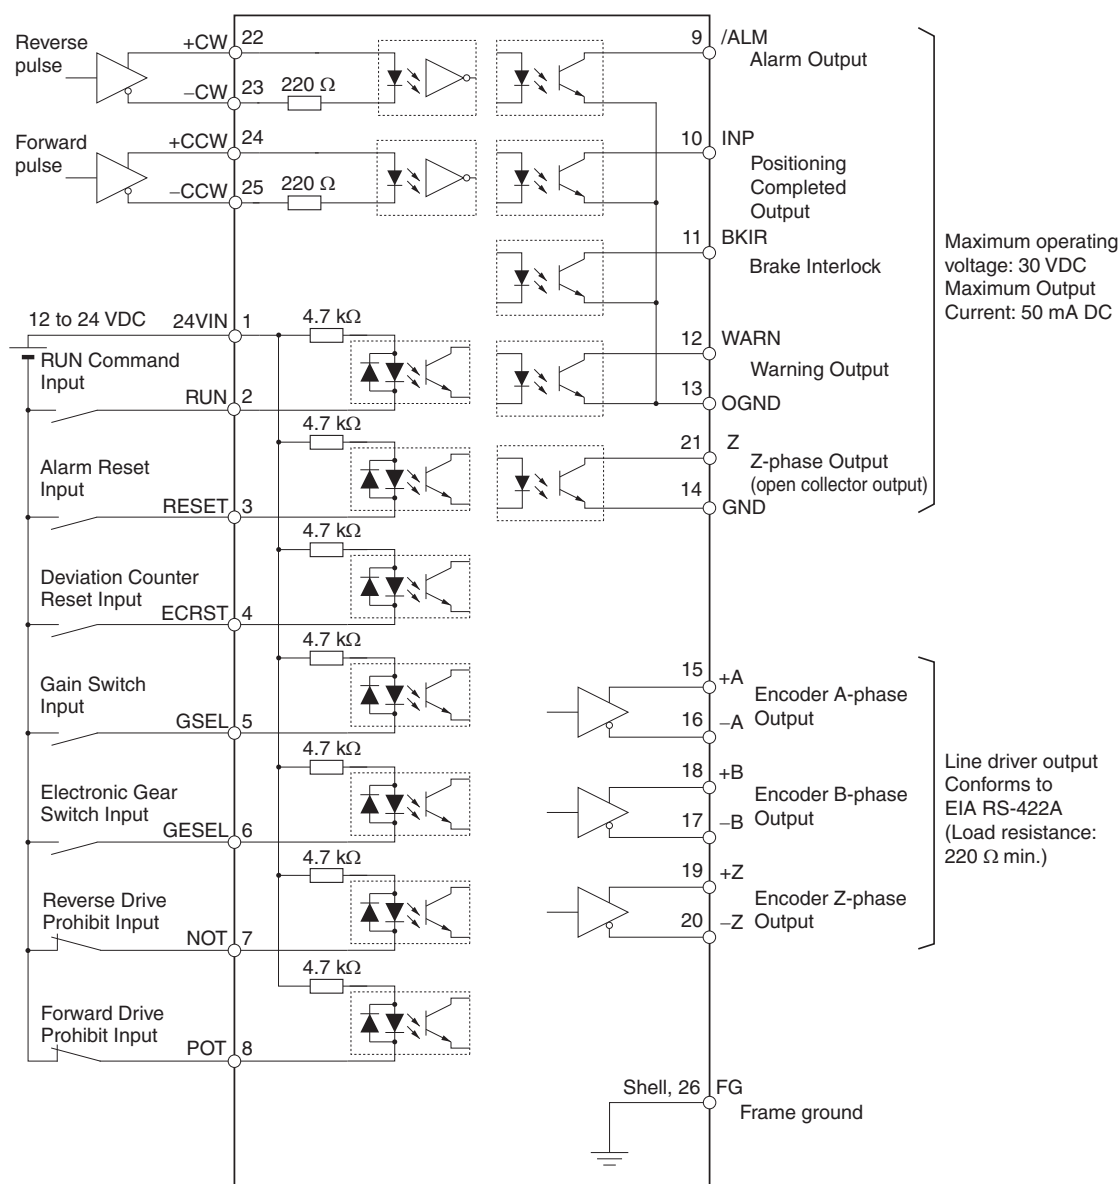 Reverse
pulse
+CW
22
−CW
23
220 Ω
Forward
pulse
+CCW
24
−CCW
25
220 Ω
12 to 24 VDC
24VIN
1
4.7 kΩ
RUN Command
Input
RUN
2
4.7 kΩ
Alarm Reset
Input
RESET
3
4.7 kΩ
Deviation Counter
Reset Input
ECRST
4
4.7 kΩ
Gain Switch
Input
GSEL
5
4.7 kΩ
Electronic Gear
Switch Input
GESEL
6
4.7 kΩ
Reverse Drive
Prohibit Input
NOT
7
4.7 kΩ
Forward Drive
Prohibit Input
POT
8
9
/ALM
Alarm Output
10
INP
Positioning
Completed
Output
11
BKIR
Brake Interlock
12
WARN
Warning Output
13
OGND
21
Z
Z-phase Output
(open collector output)
14
GND
Maximum operating
voltage: 30 VDC
Maximum Output
Current: 50 mA DC
15
+A
Encoder A-phase
Output
16
−A
18
+B
Encoder B-phase
Output
17
−B
19
+Z
Encoder Z-phase
Output
20
−Z
Line driver output
Conforms to
EIA RS-422A
(Load resistance:
220 Ω min.)
Shell, 26
FG
Frame ground